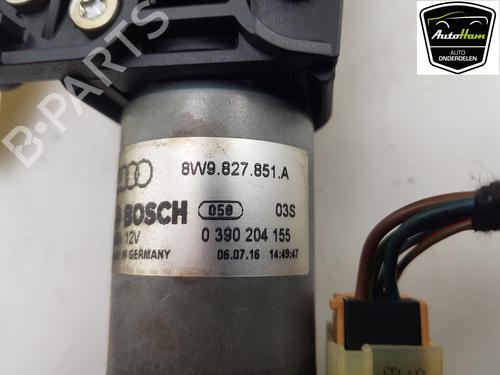 AutoHam
AUTO
ONDERDELEN
8W9.827.851.A
BOSCH 058 03S
12V 0 390 204 155
IN GERMANY 06.07.16 14:49:47